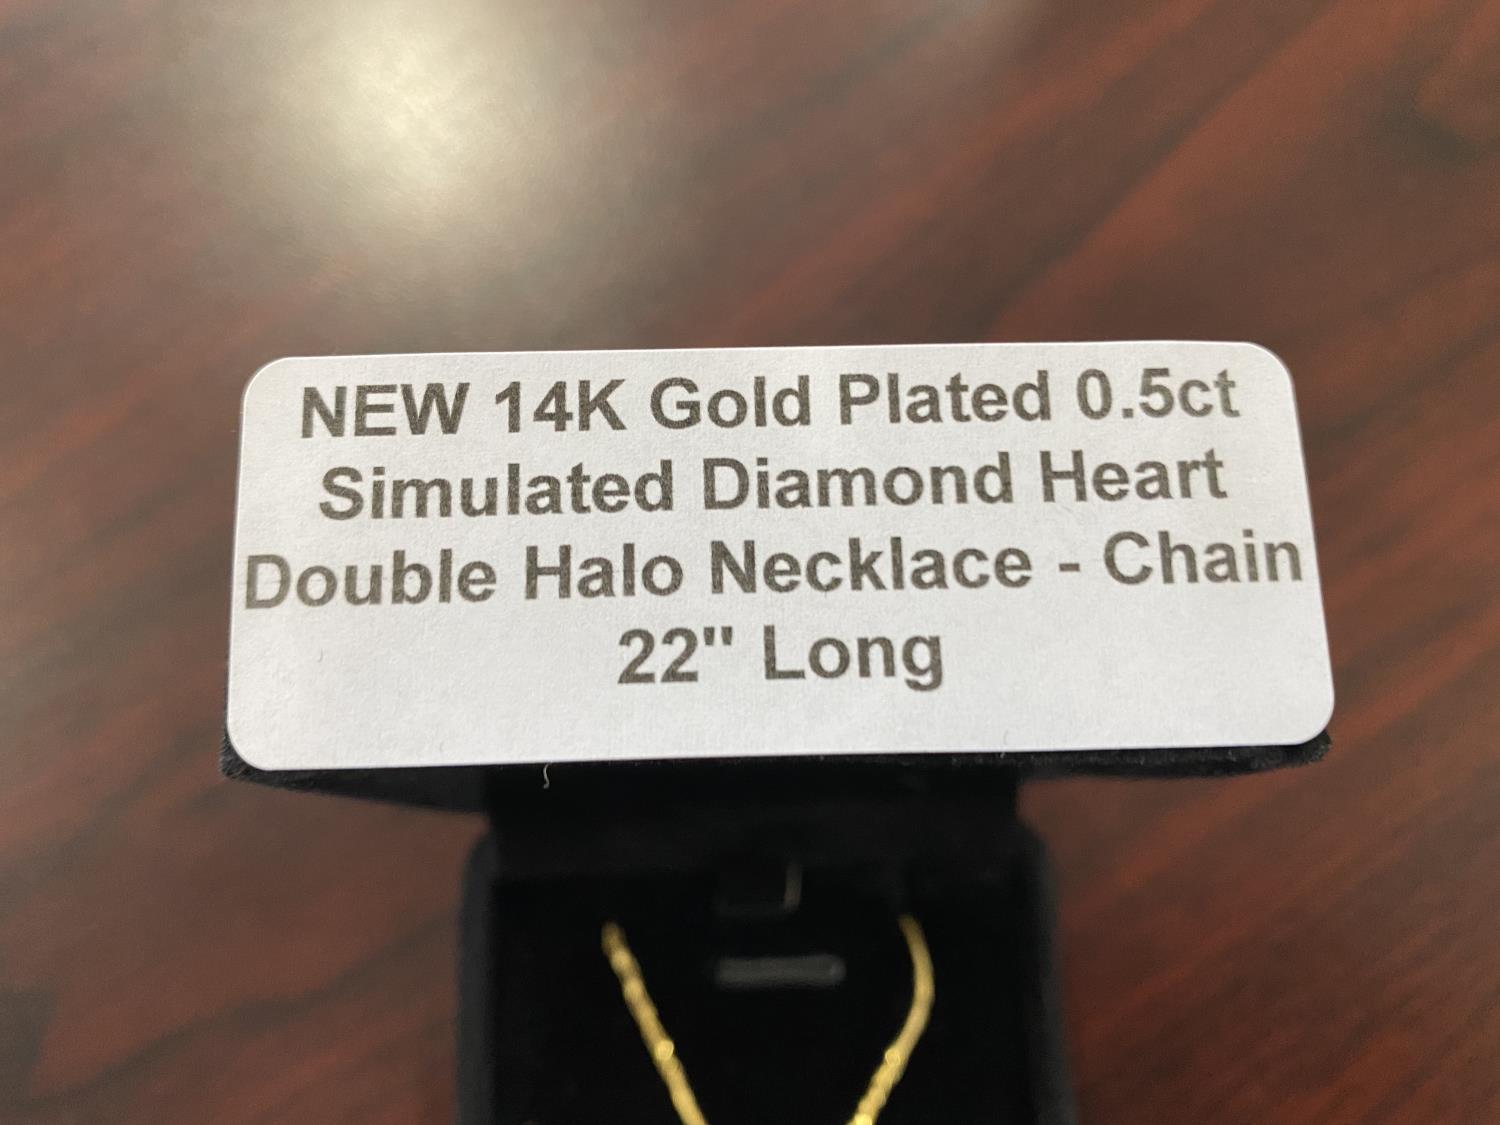 NEW 14K Gold Plated 0.5ct
Simulated Diamond Heart
Double Halo Necklace - Chain
22" Long